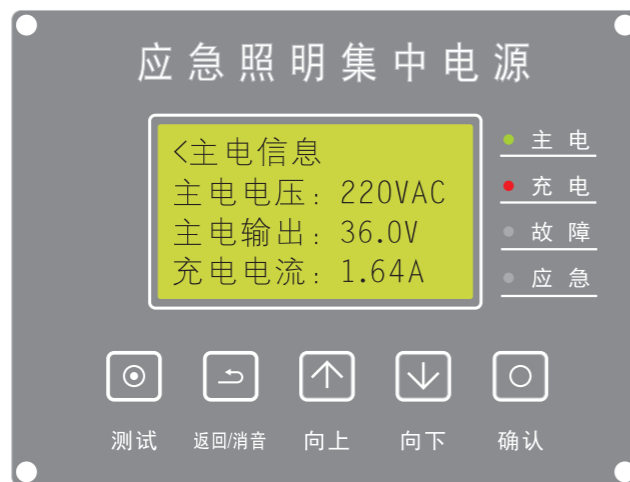 应急照明集中电源
<主电信息
主电电压: 220VAC
主电输出: 36.0V
充电电流: 1.64A
主电
充电
故障
应急
测试 返回/消音 向上 向下 确认